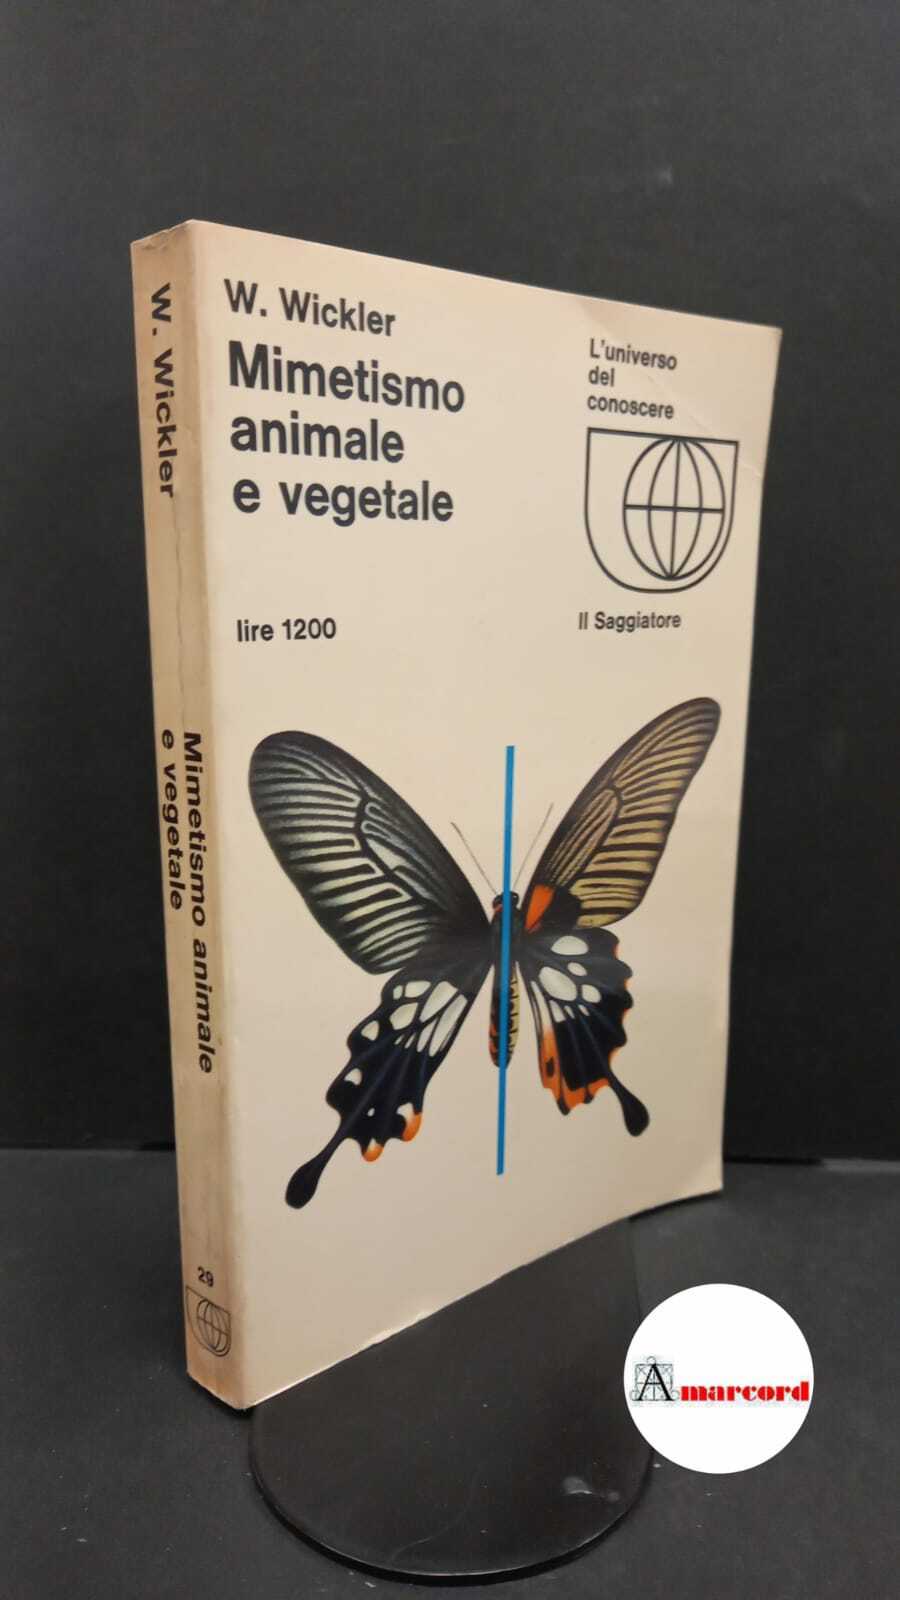 W. Wickler
Mimetismo
animale
e vegetale
lire 1200
L'universo
del
conoscere
Il Saggiatore
W. Wickler
Mimetismo animale
e vegetale
29
Amarcord